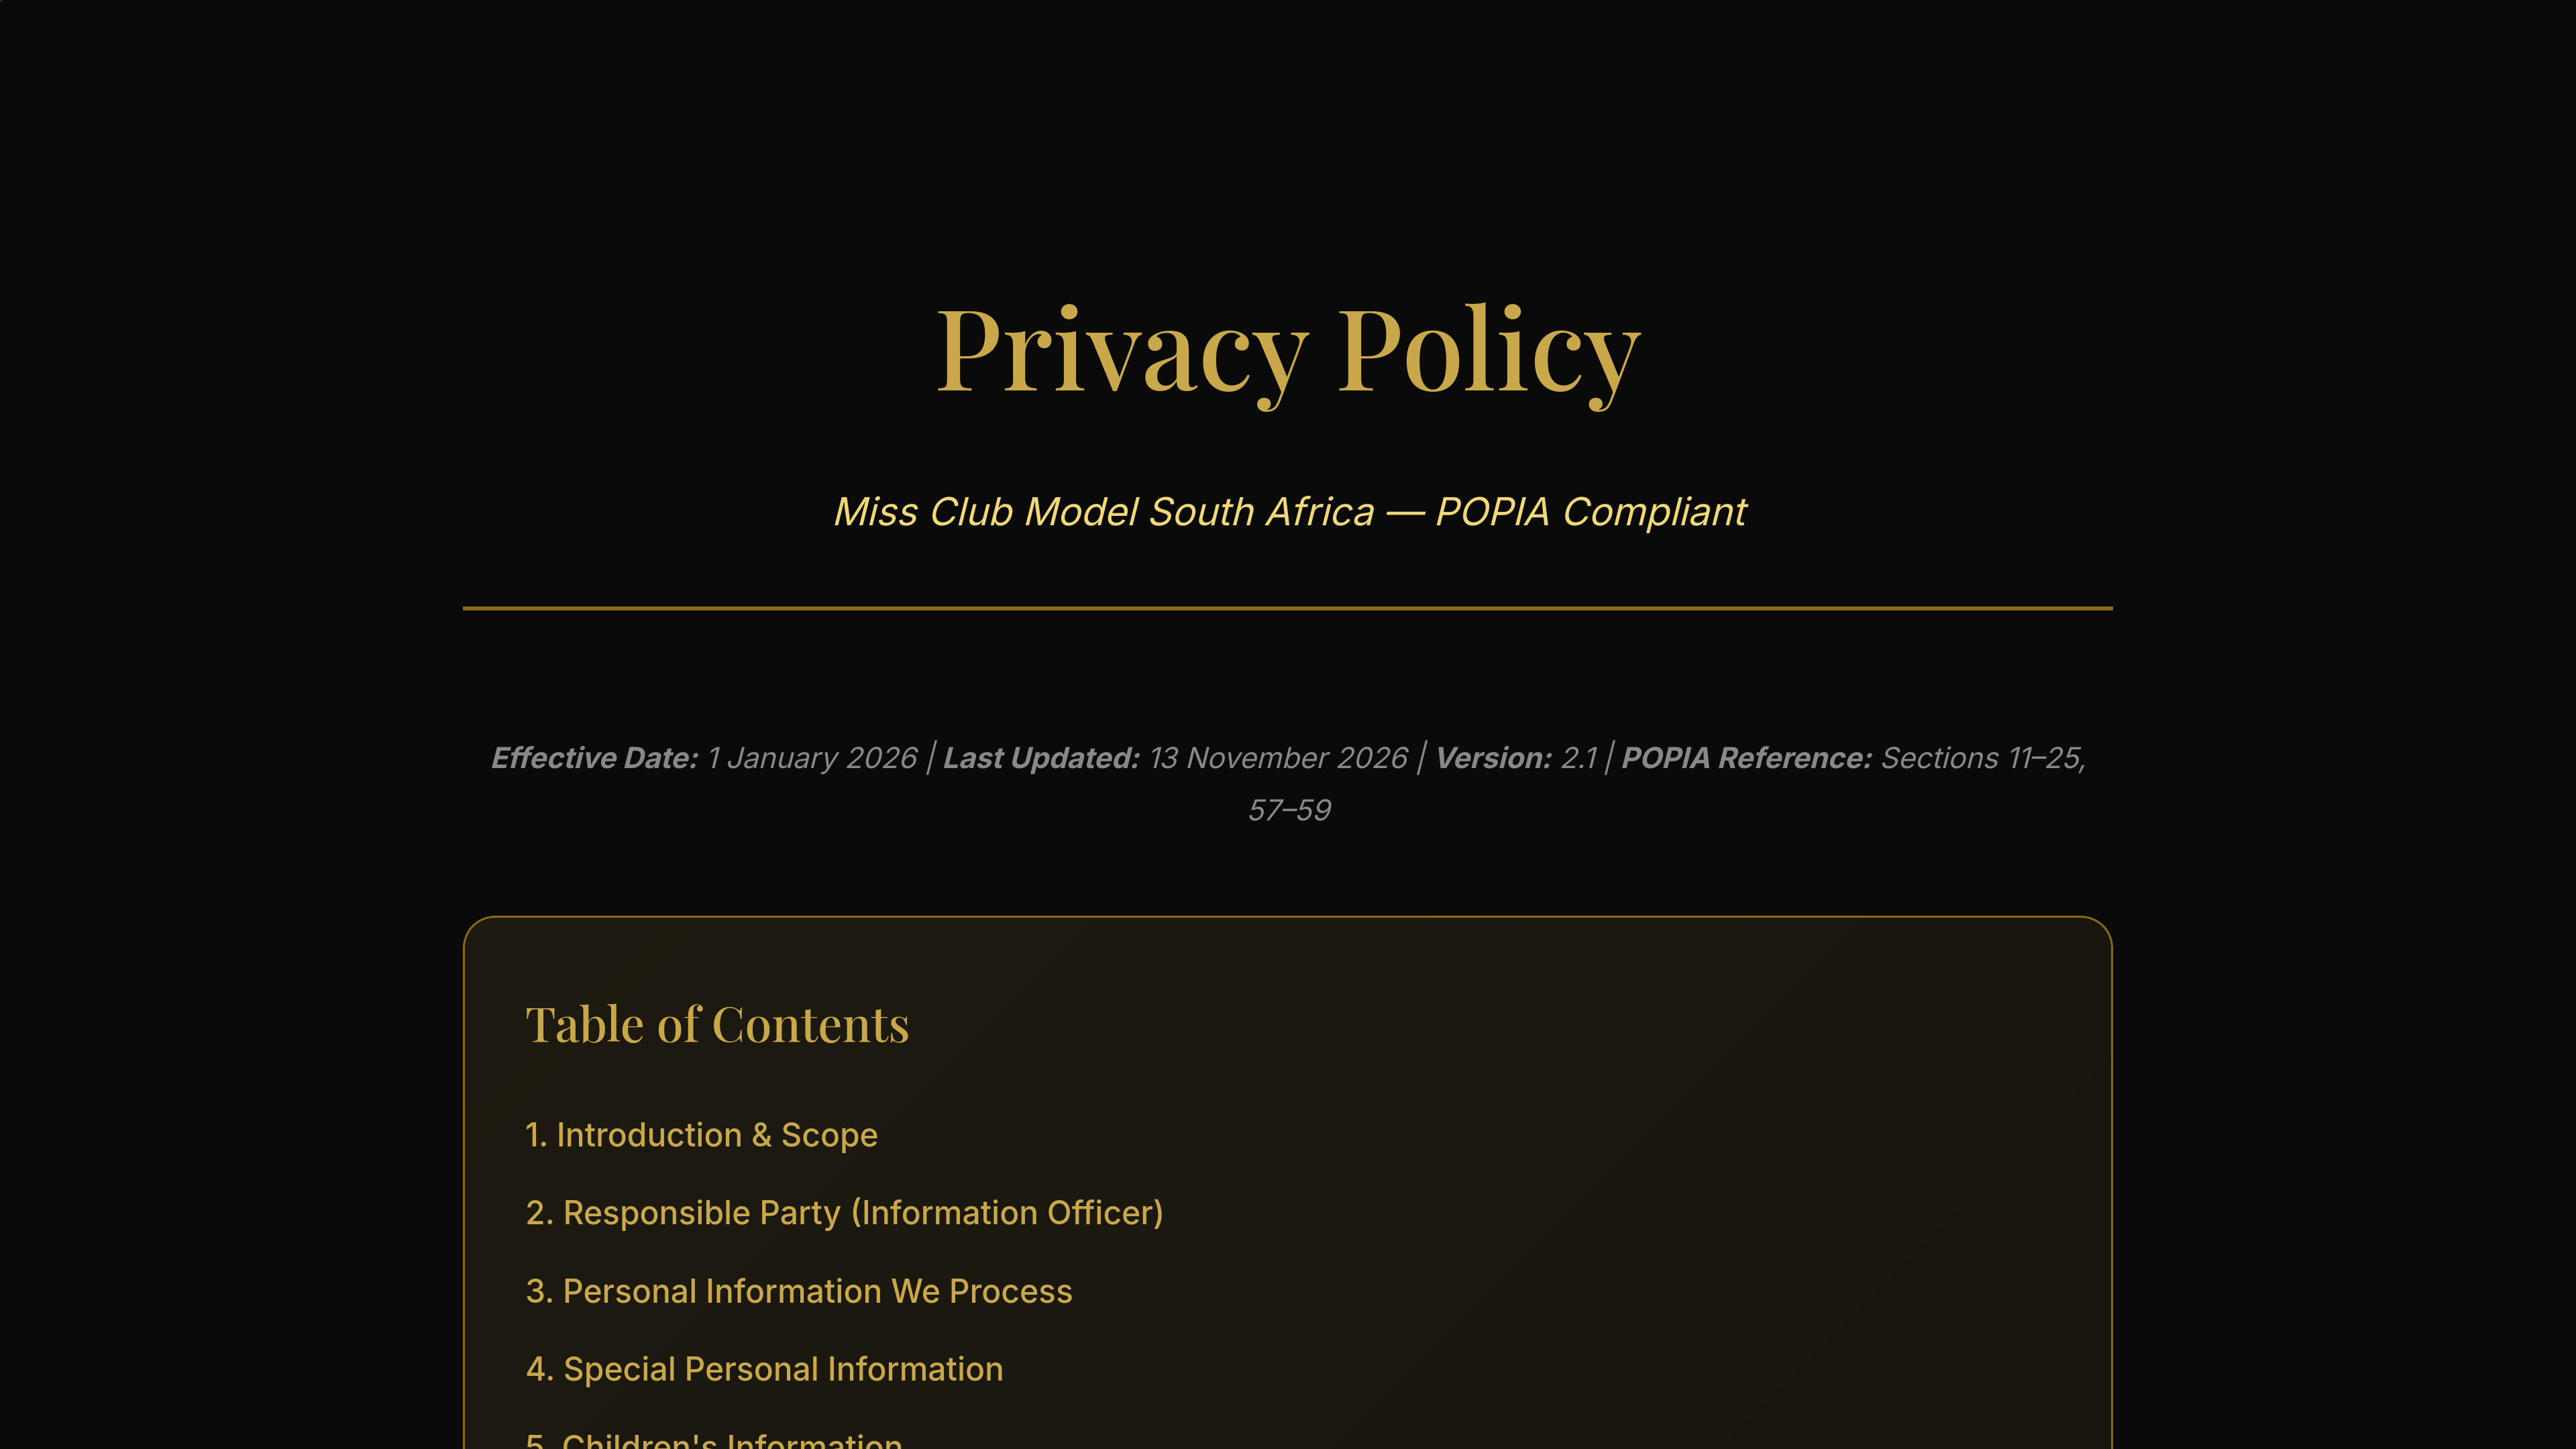 Privacy Policy
Miss Club Model South Africa — POPIA Compliant
Effective Date: 1 January 2026 | Last Updated: 13 November 2026 | Version: 2.1 | POPIA Reference: Sections 11–25,
57–59
Table of Contents
1. Introduction & Scope
2. Responsible Party (Information Officer)
3. Personal Information We Process
4. Special Personal Information
5. Children's Information